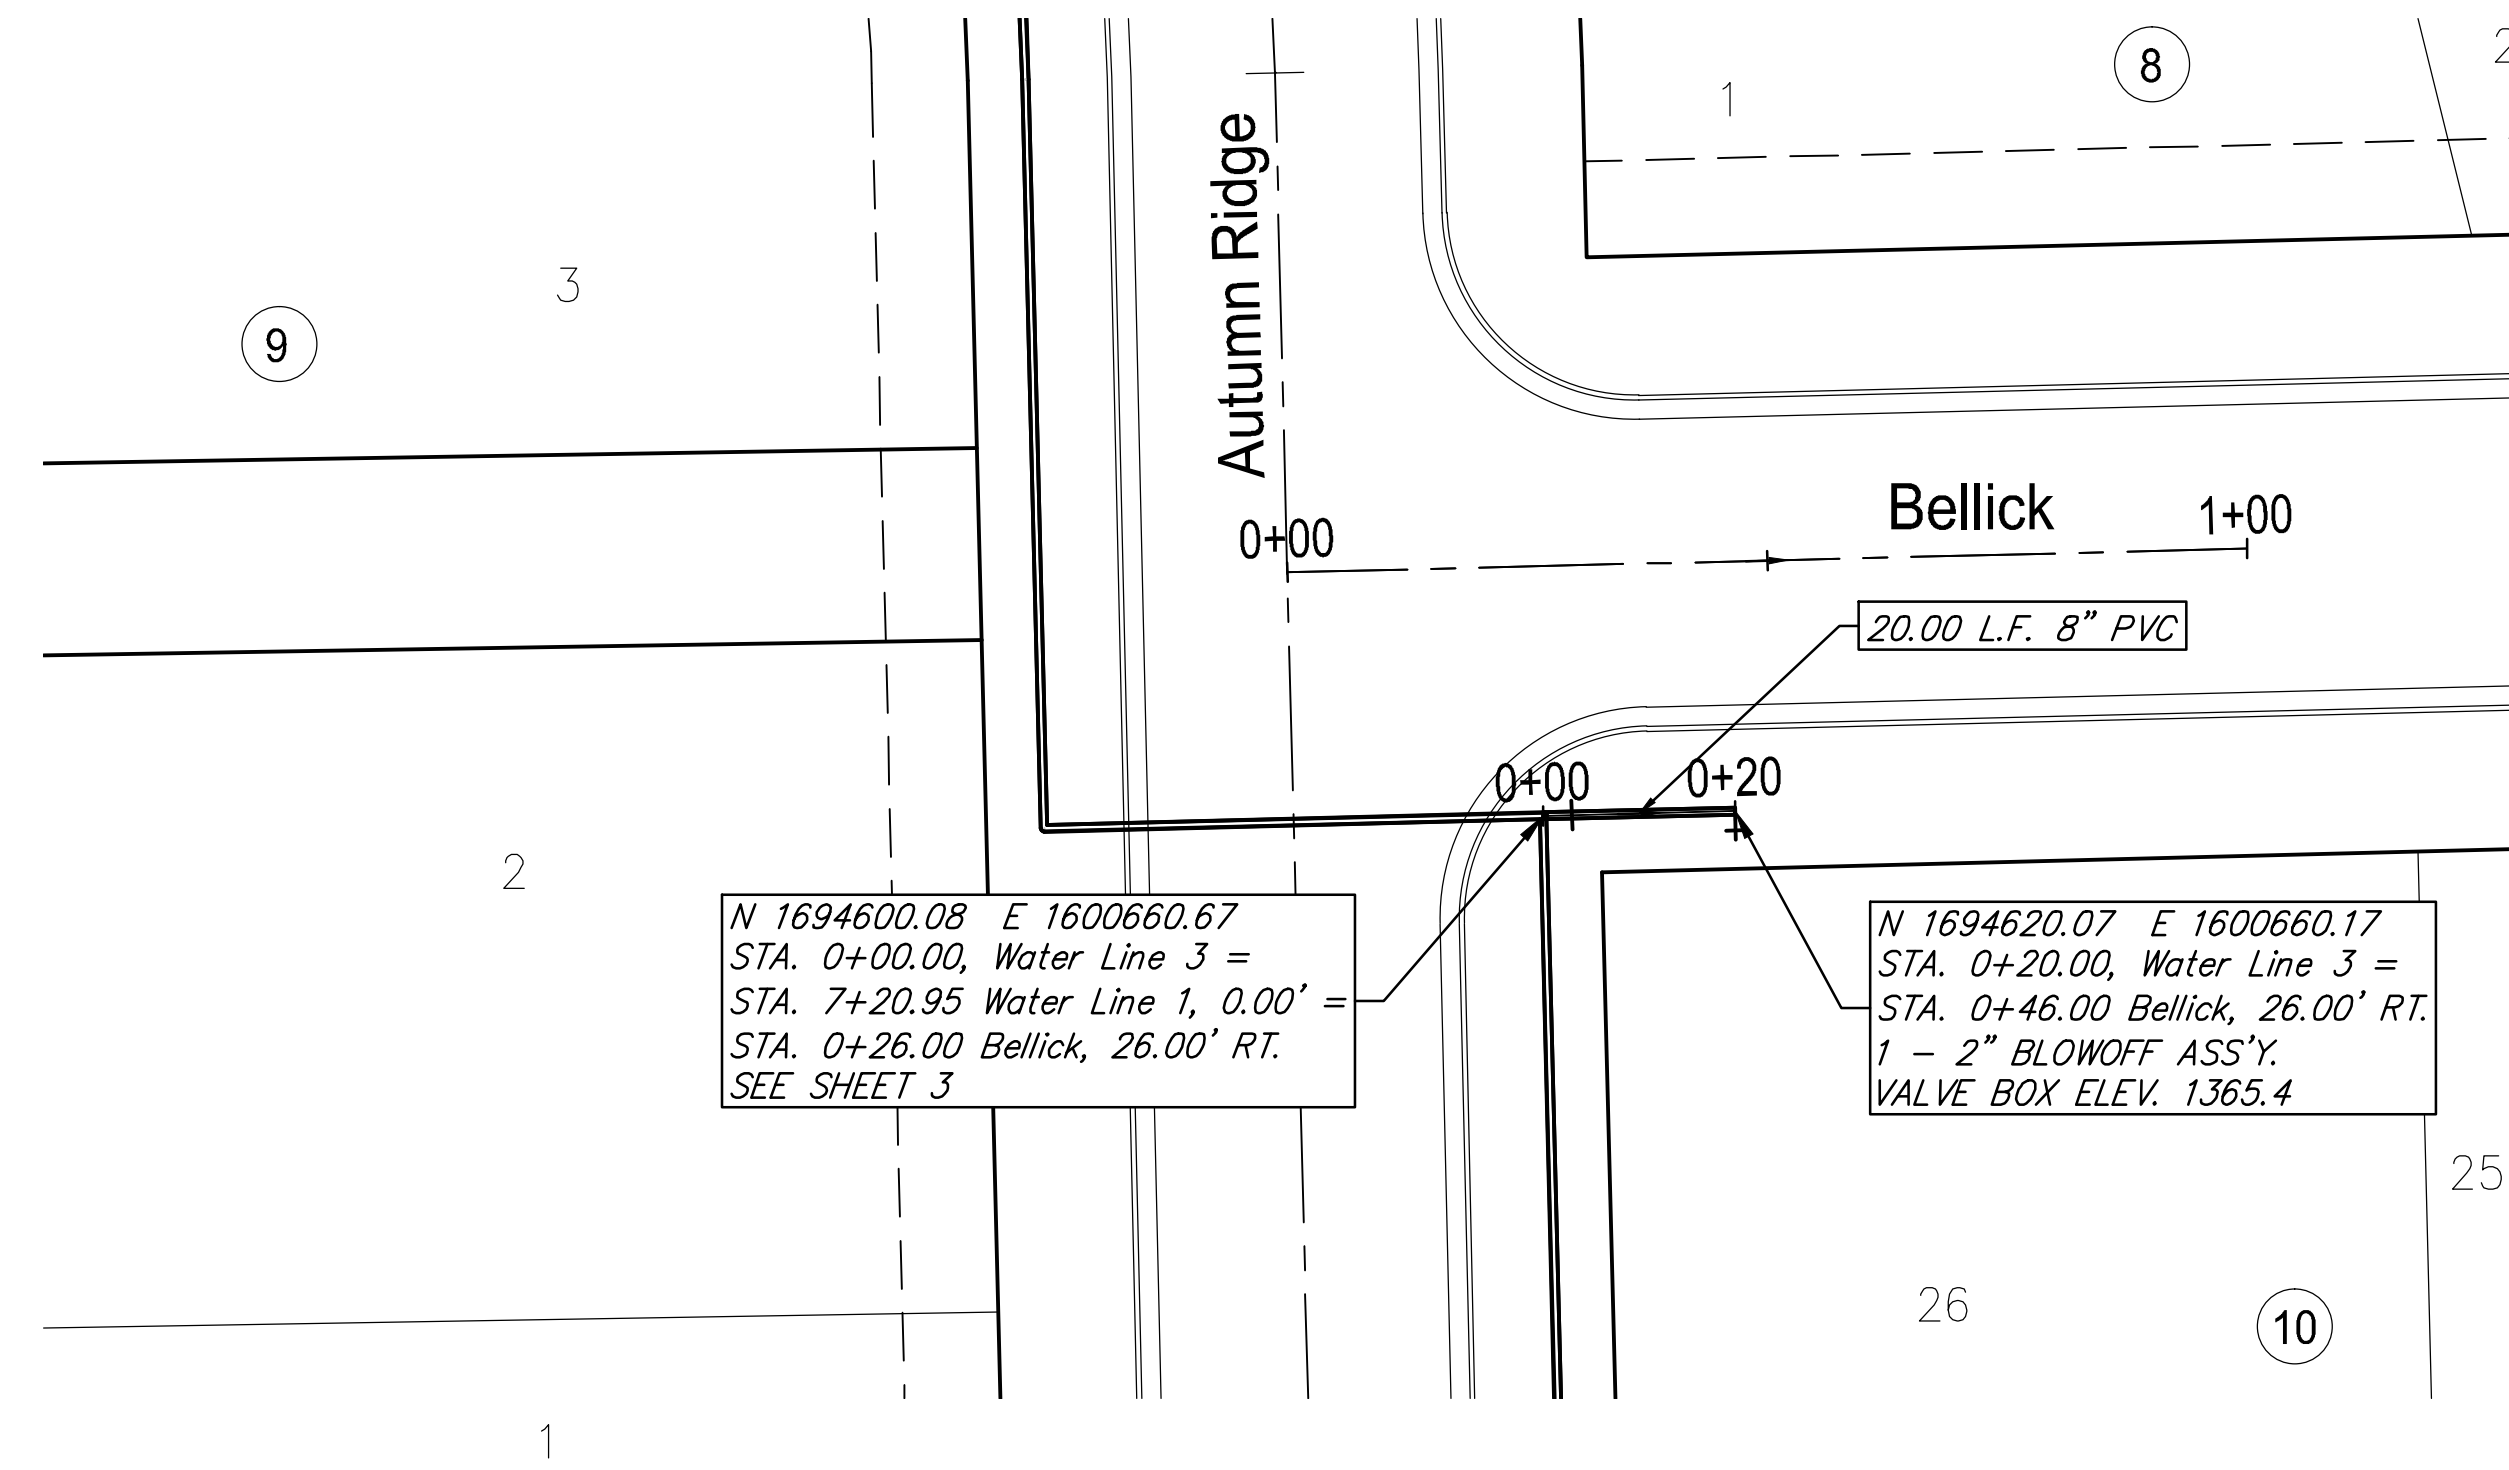 8
2
1
Autumn Ridge
3
9
Bellick
1+00
0+00
20.00 L.F. 8” PVC
0+00
0+20
2
N 1694600.08 E 1600660.67
STA. 0+00.00, Water Line 3 =
STA. 7+20.95 Water Line 1, 0.00' =
STA. 0+26.00 Bellick, 26.00' RT.
SEE SHEET 3
N 1694620.07 E 1600660.17
STA. 0+20.00, Water Line 3 =
STA. 0+46.00 Bellick, 26.00' RT.
1 - 2” BLOWOFF ASS'Y.
VALVE BOX ELEV. 1365.4
25
26
10
1